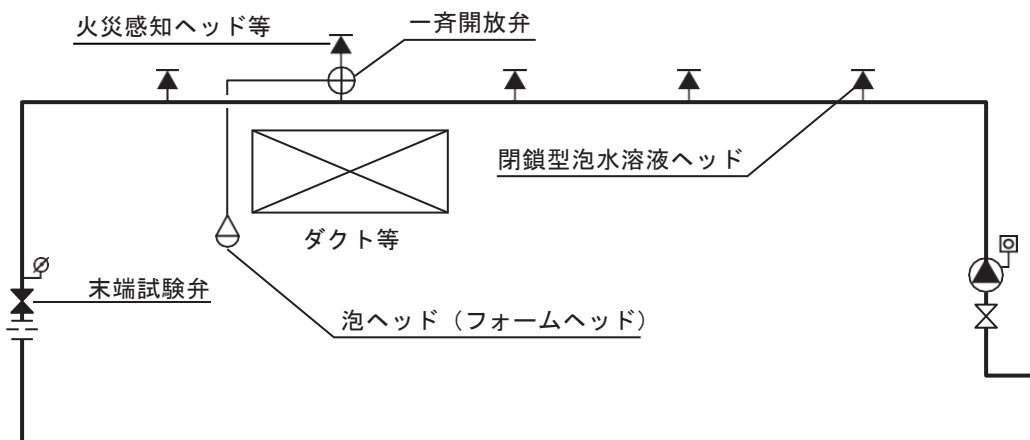 火災感知ヘッド等
一斉開放弁
閉鎖型泡水溶液ヘッド
ダクト等
末端試験弁
泡ヘッド（フォームヘッド）